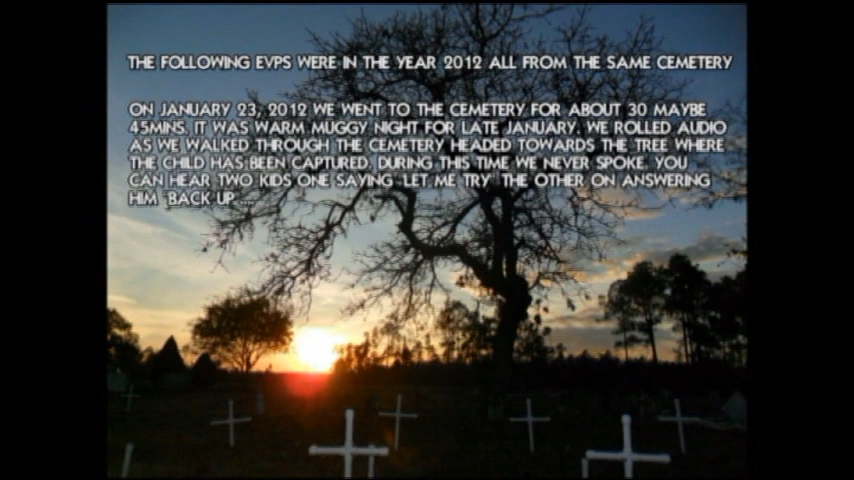 THE FOLLOWING EVPS WERE IN THE YEAR 2012 ALL FROM THE SAME CEMETERY
ON JANUARY 23, 2012 WE WENT TO THE CEMETERY FOR ABOUT 30 MAYBE
45MINS. IT WAS WARM MUGGY NIGHT FOR LATE JANUARY. WE ROLLED AUDIO
AS WE WALKED THROUGH THE CEMETERY HEADED TOWARDS THE TREE WHERE
THE CHILD HAS BEEN CAPTURED. DURING THIS TIME WE NEVER SPOKE. YOU
CAN HEAR TWO KIDS ONE SAYING "LET ME TRY" THE OTHER ON ANSWERING
HIM "BACK UP"....